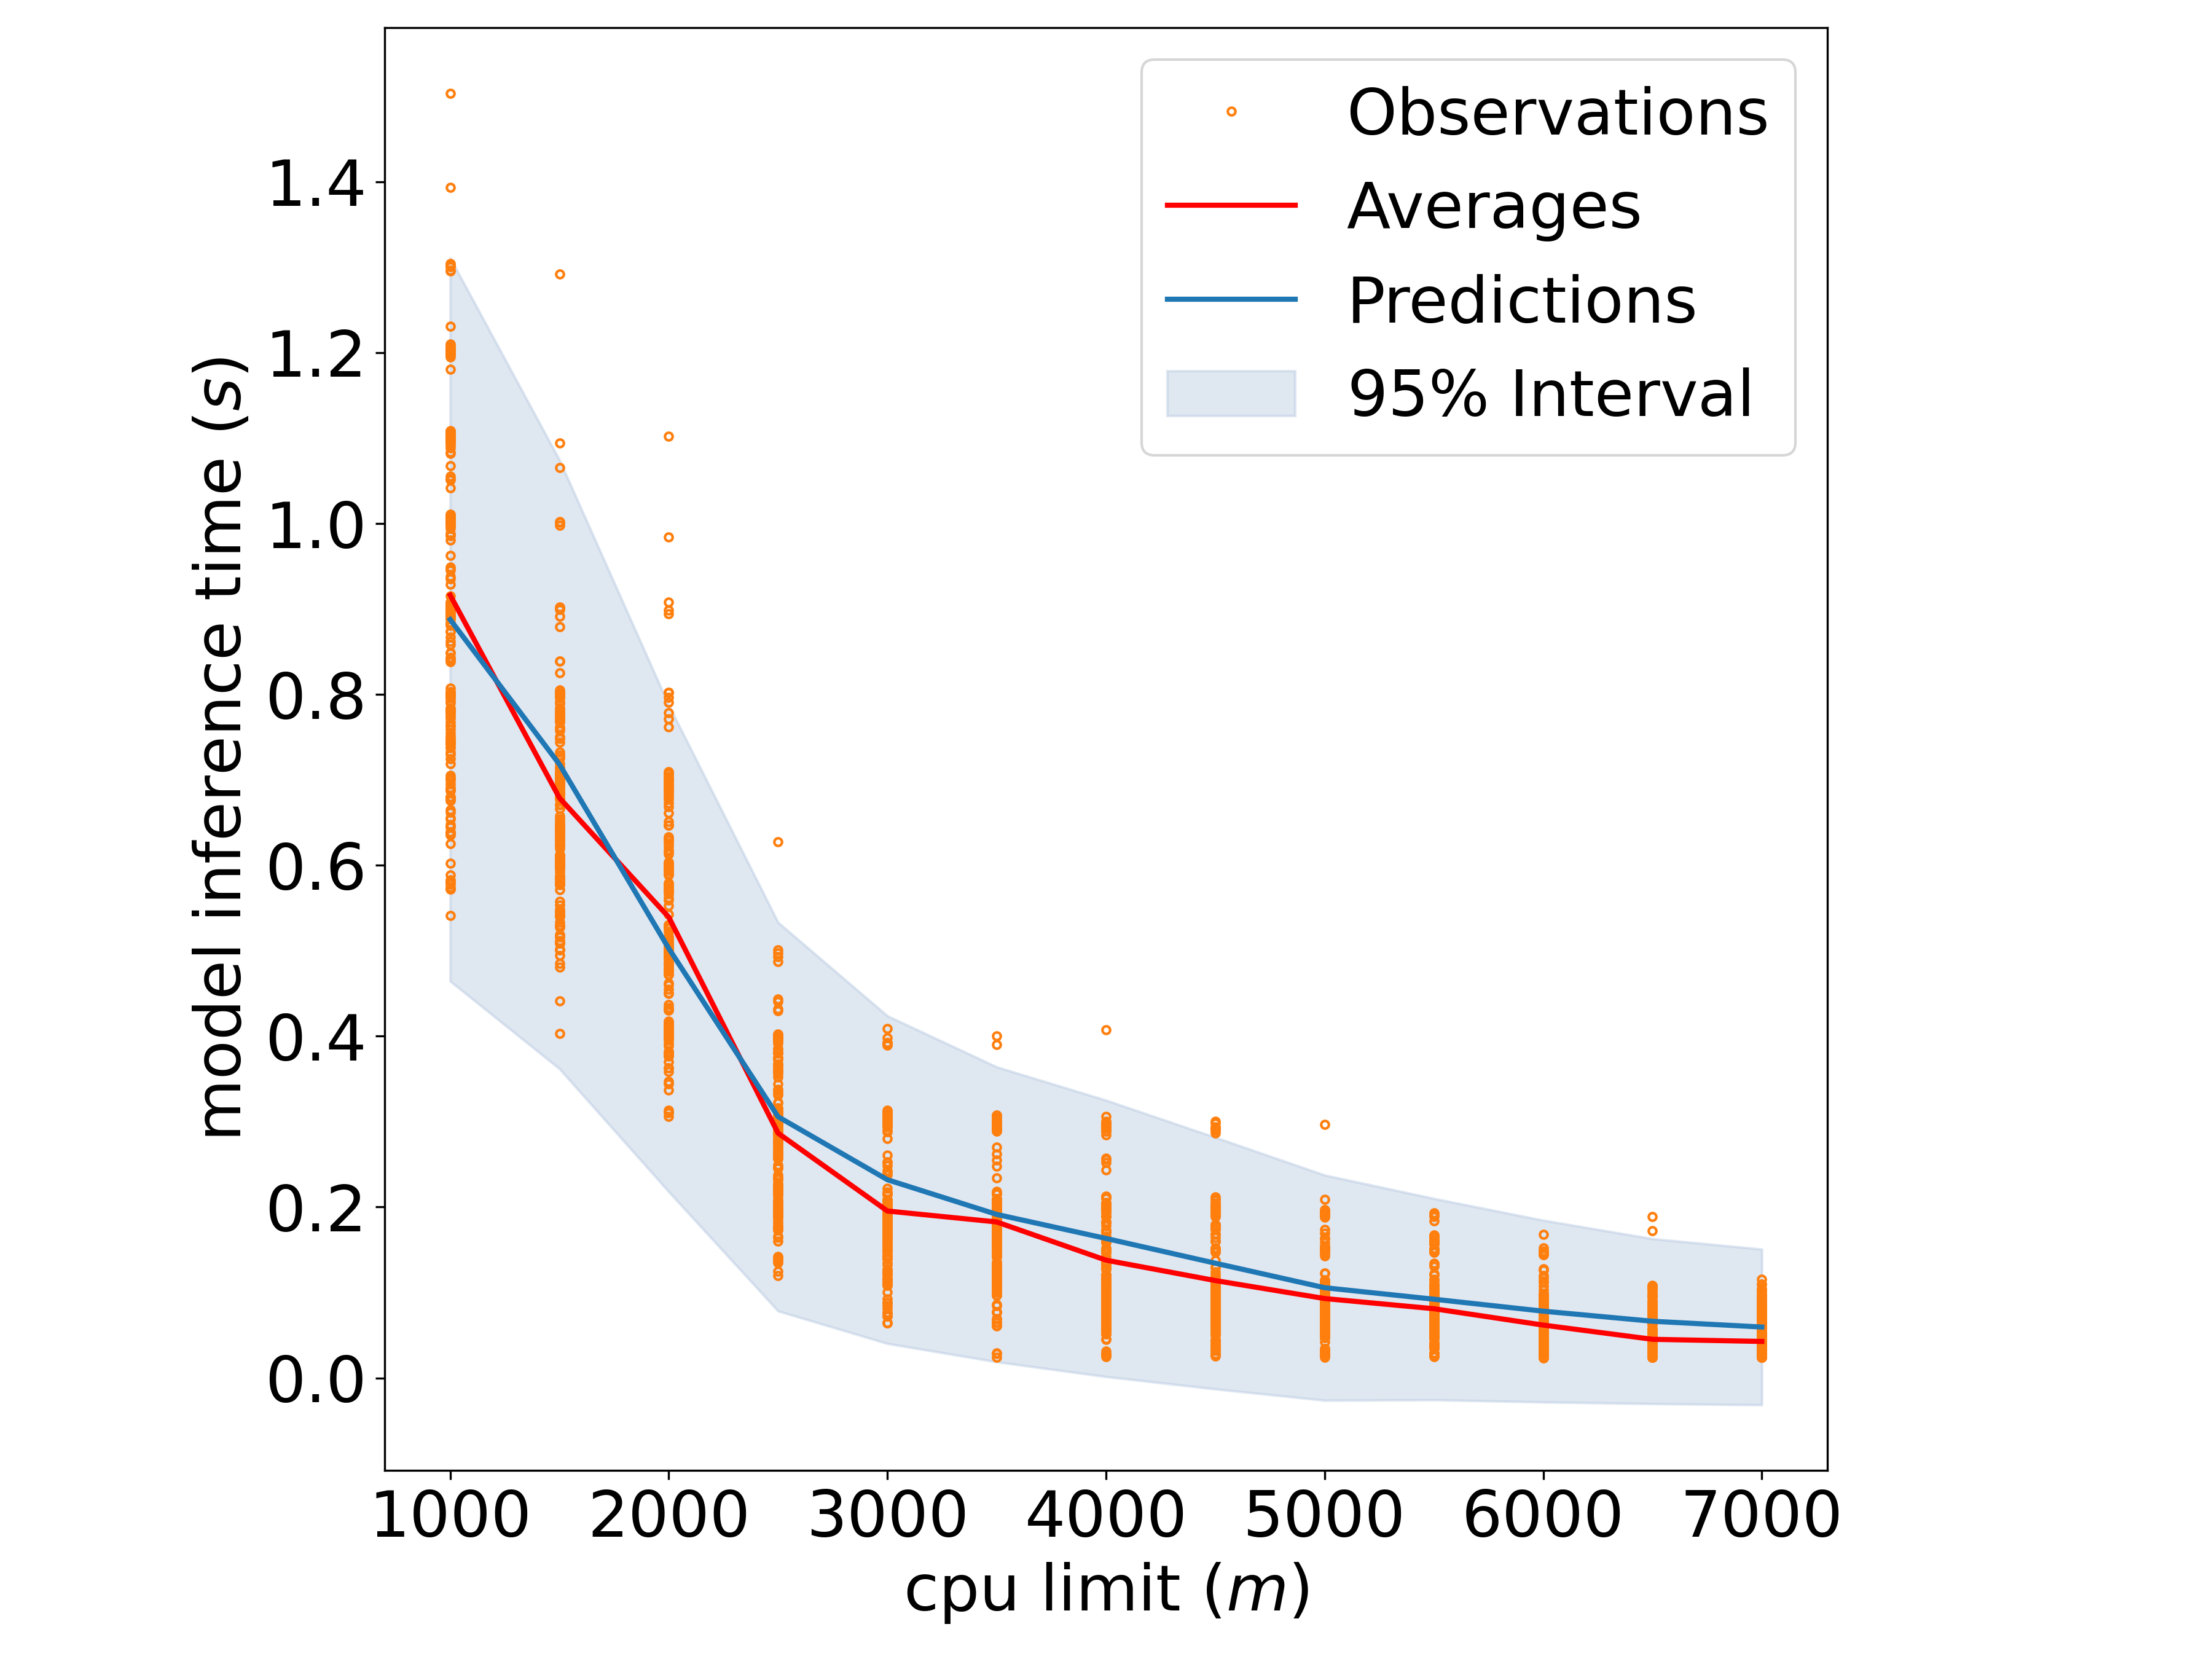 Observations
Averages
Predictions
95% Interval
model inference time (s)
1.4
1.2
1.0
0.8
0.6
0.4
0.2
0.0
1000 2000 3000 4000 5000 6000 7000
cpu limit (m)